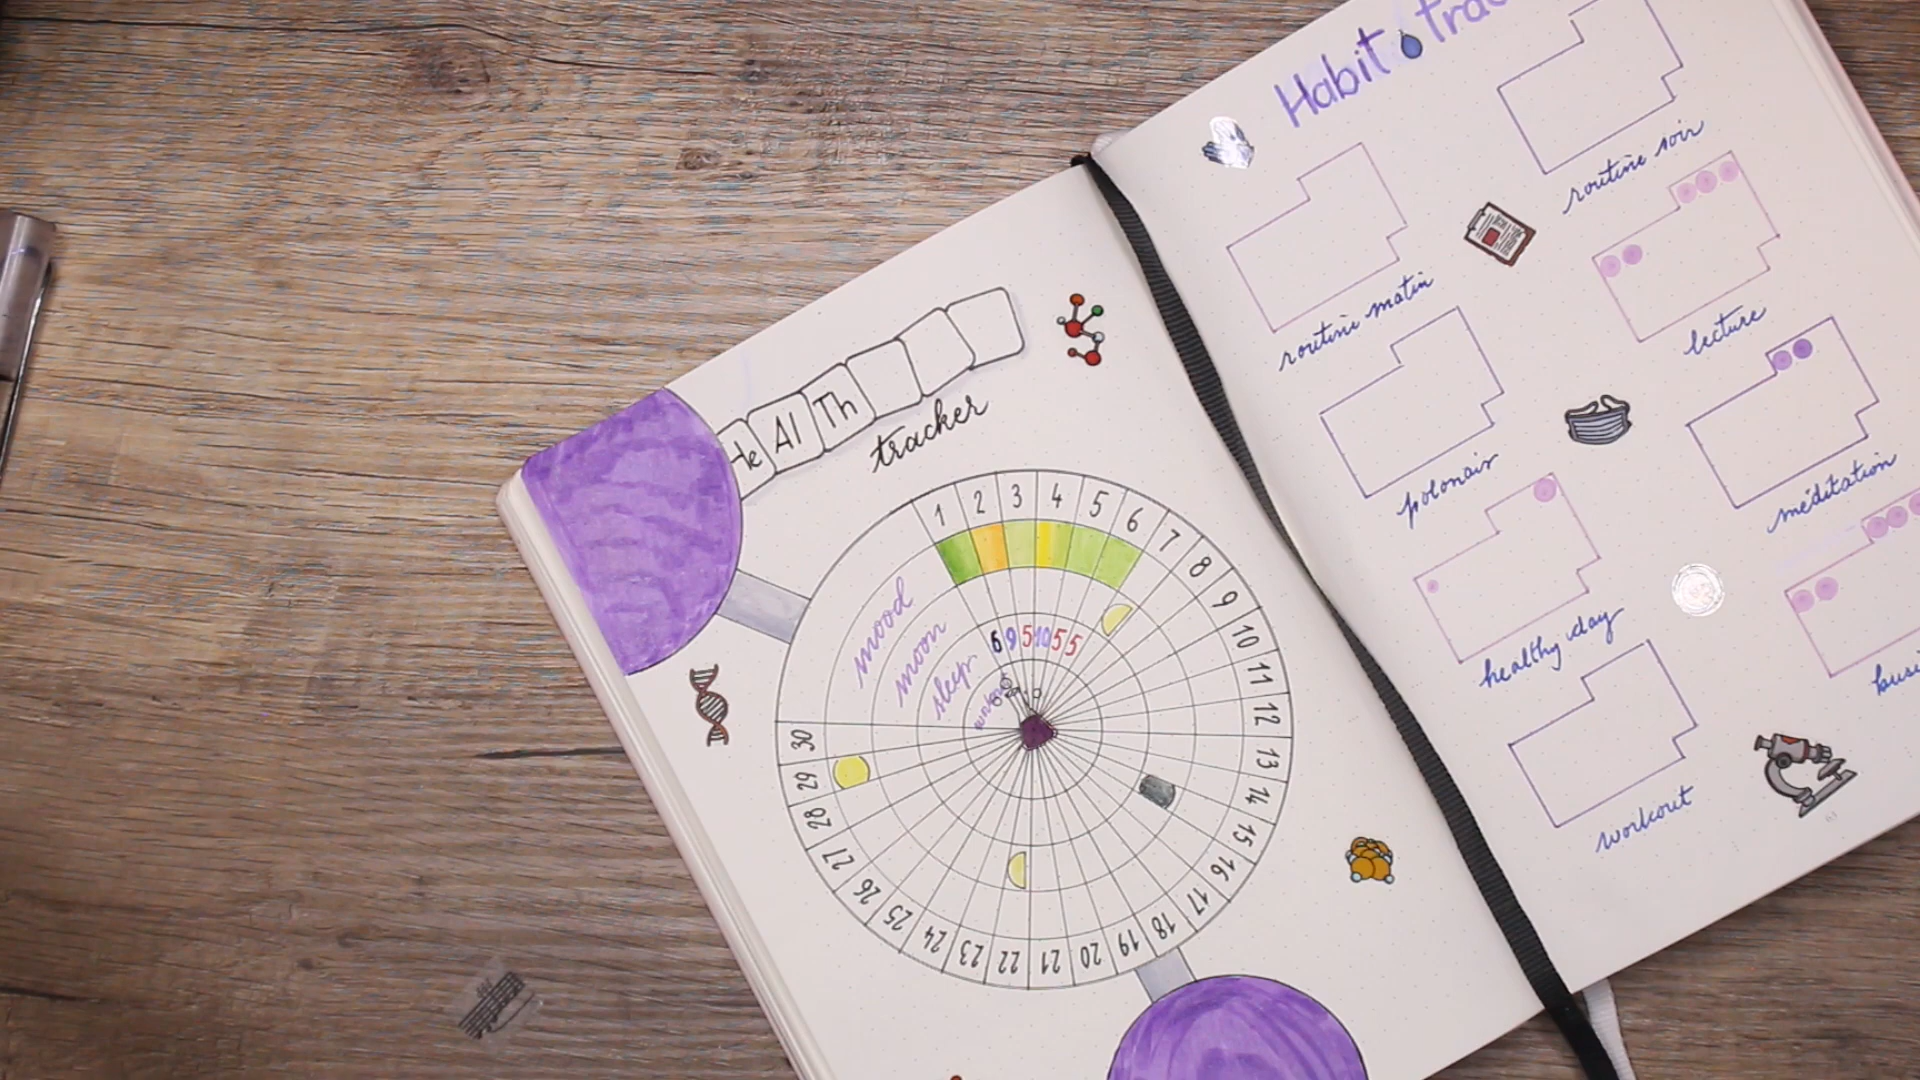 He Al Th
tracker
1 2 3 4 5 6 7 8 9 10 11 12 13 14 15 16 17 18 19 20 21 22 23 24 25 26 27 28 29 30
mood
moon
sleep
workout
6 9 5 10 5 5
Habit
routine matin
routine soir
polonais
lecture
healthy day
méditation
workout
63